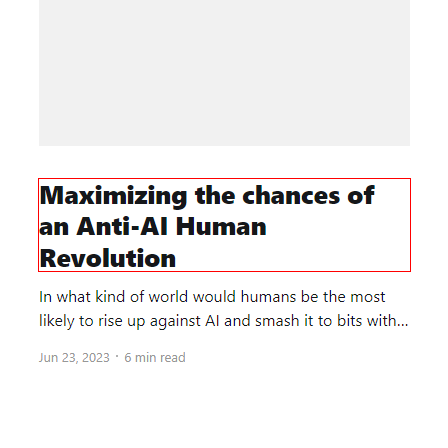 Maximizing the chances of
an Anti-AI Human
Revolution
In what kind of world would humans be the most
likely to rise up against AI and smash it to bits with...
Jun 23, 2023 · 6 min read